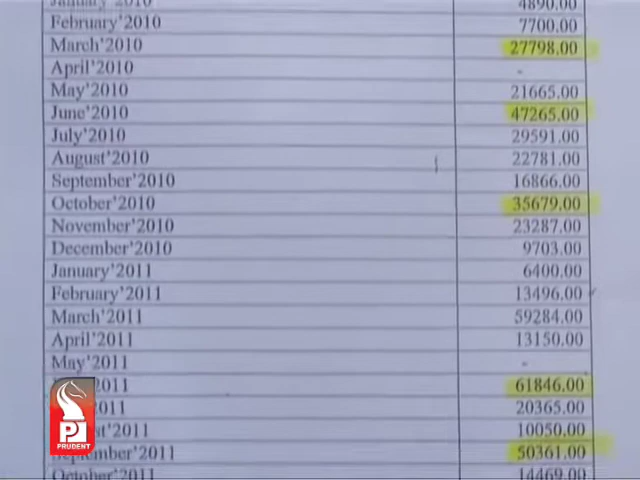 January'2010 4890.00
February'2010 7700.00
March'2010 27798.00
April'2010 -
May'2010 21665.00
June'2010 47265.00
July'2010 29591.00
August'2010 22781.00
September'2010 16866.00
October'2010 35679.00
November'2010 23287.00
December'2010 9703.00
January'2011 6400.00
February'2011 13496.00
March'2011 59284.00
April'2011 13150.00
May'2011 -
2011 61846.00
2011 20365.00
st'2011 10050.00
September'2011 50361.00
October'2011 14469.00
PRUDENT